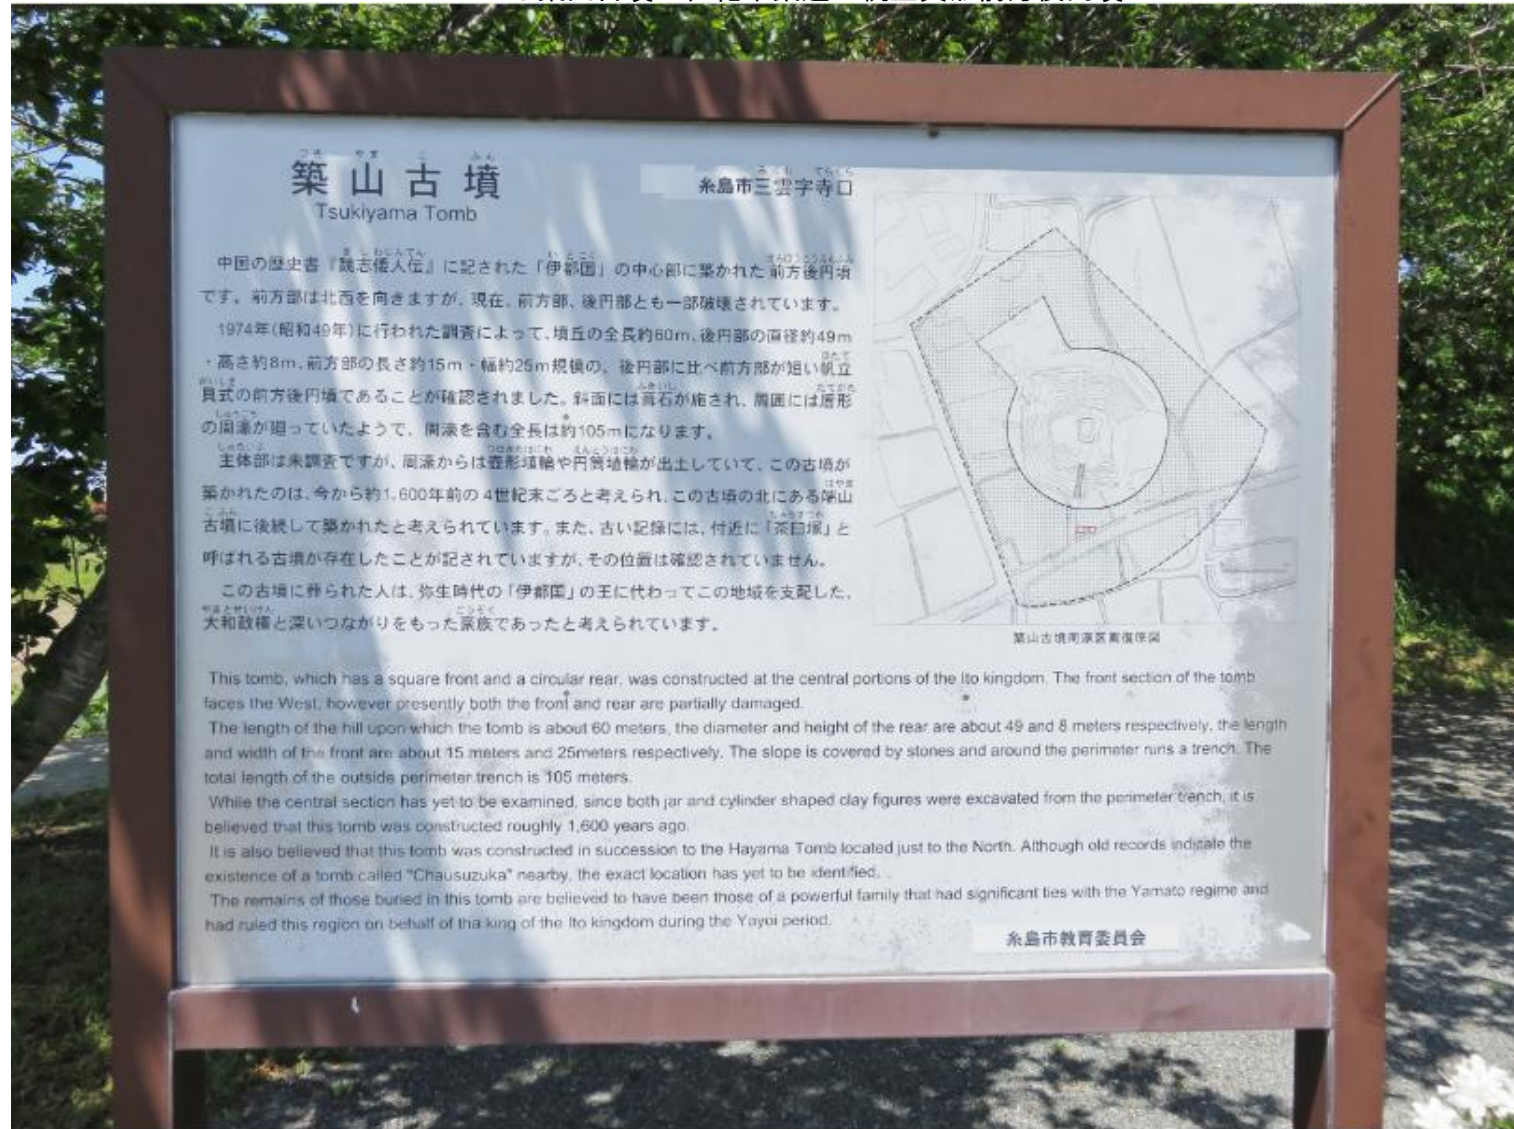 つき やま こ ふん
築山古墳
Tsukiyama Tomb
みくも てらくち
糸島市三雲字寺口
中国の歴史書『魏志倭人伝』に記された「伊都国」の中心部に築かれた前方後円墳
です。前方部は北西を向きますが、現在、前方部、後円部とも一部破壊されています。
1974年(昭和49年)に行われた調査によって、墳丘の全長約60m、後円部の直径約49m
・高さ約8m、前方部の長さ約15m・幅約25m規模の、後円部に比べ前方部が短い帆立
貝式の前方後円墳であることが確認されました。斜面には葺石が施され、周囲には盾形
の周濠が廻っていたようで、周濠を含む全長は約105mになります。
主体部は未調査ですが、周濠からは壺形埴輪や円筒埴輪が出土していて、この古墳が
築かれたのは、今から約1,600年前の4世紀末ごろと考えられ、この古墳の北にある端山
古墳に後続して築かれたと考えられています。また、古い記録には、付近に「茶臼塚」と
呼ばれる古墳が存在したことが記されていますが、その位置は確認されていません。
この古墳に葬られた人は、弥生時代の「伊都国」の王に代わってこの地域を支配した、
大和政権と深いつながりをもった豪族であったと考えられています。
築山古墳周濠区画復原図
This tomb, which has a square front and a circular rear, was constructed at the central portions of the Ito kingdom. The front section of the tomb
faces the West, however presently both the front and rear are partially damaged.
The length of the hill upon which the tomb is about 60 meters, the diameter and height of the rear are about 49 and 8 meters respectively, the length
and width of the front are about 15 meters and 25meters respectively. The slope is covered by stones and around the perimeter runs a trench. The
total length of the outside perimeter trench is 105 meters.
While the central section has yet to be examined, since both jar and cylinder shaped clay figures were excavated from the perimeter trench, it is
believed that this tomb was constructed roughly 1,600 years ago.
It is also believed that this tomb was constructed in succession to the Hayama Tomb located just to the North. Although old records indicate the
existence of a tomb called "Chausuzuka" nearby, the exact location has yet to be identified.
The remains of those buried in this tomb are believed to have been those of a powerful family that had significant ties with the Yamato regime and
had ruled this region on behalf of tha king of the Ito kingdom during the Yayoi period.
糸島市教育委員会